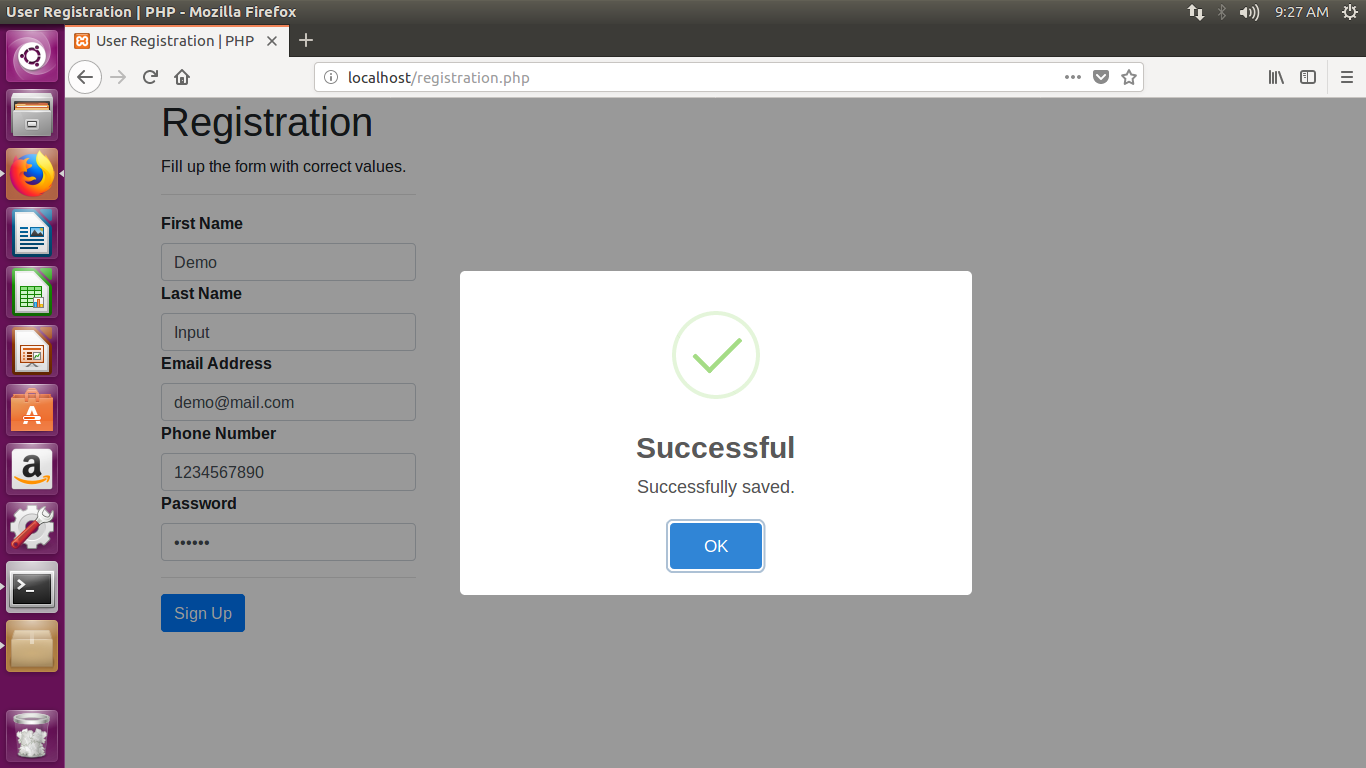 User Registration | PHP - Mozilla Firefox
9:27 AM
User Registration | PHP
localhost/registration.php
Registration
Fill up the form with correct values.
First Name
Demo
Last Name
Input
Email Address
demo@mail.com
Phone Number
1234567890
Password
••••••
Sign Up
Successful
Successfully saved.
OK